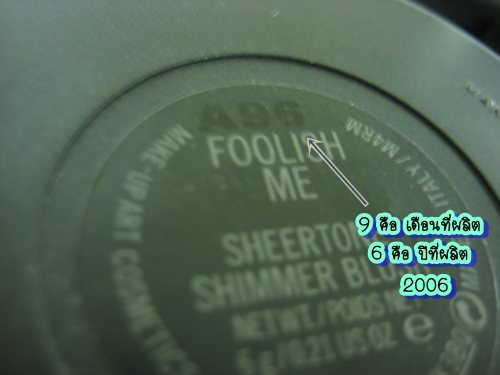 A96
MAKE-UP ART COSMETICS
ITALY / M4RM
FOOLISH
ME
SHEERTONE
SHIMMER BLUSH
NET WT./POIDS NET
6 g/0.21 US OZ e
9 คือ เดือนที่ผลิต
6 คือ ปีที่ผลิต
2006